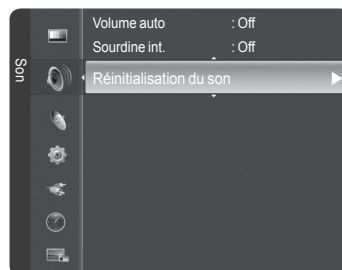 Son
Volume auto : Off
Sourdine int. : Off
Réinitialisation du son